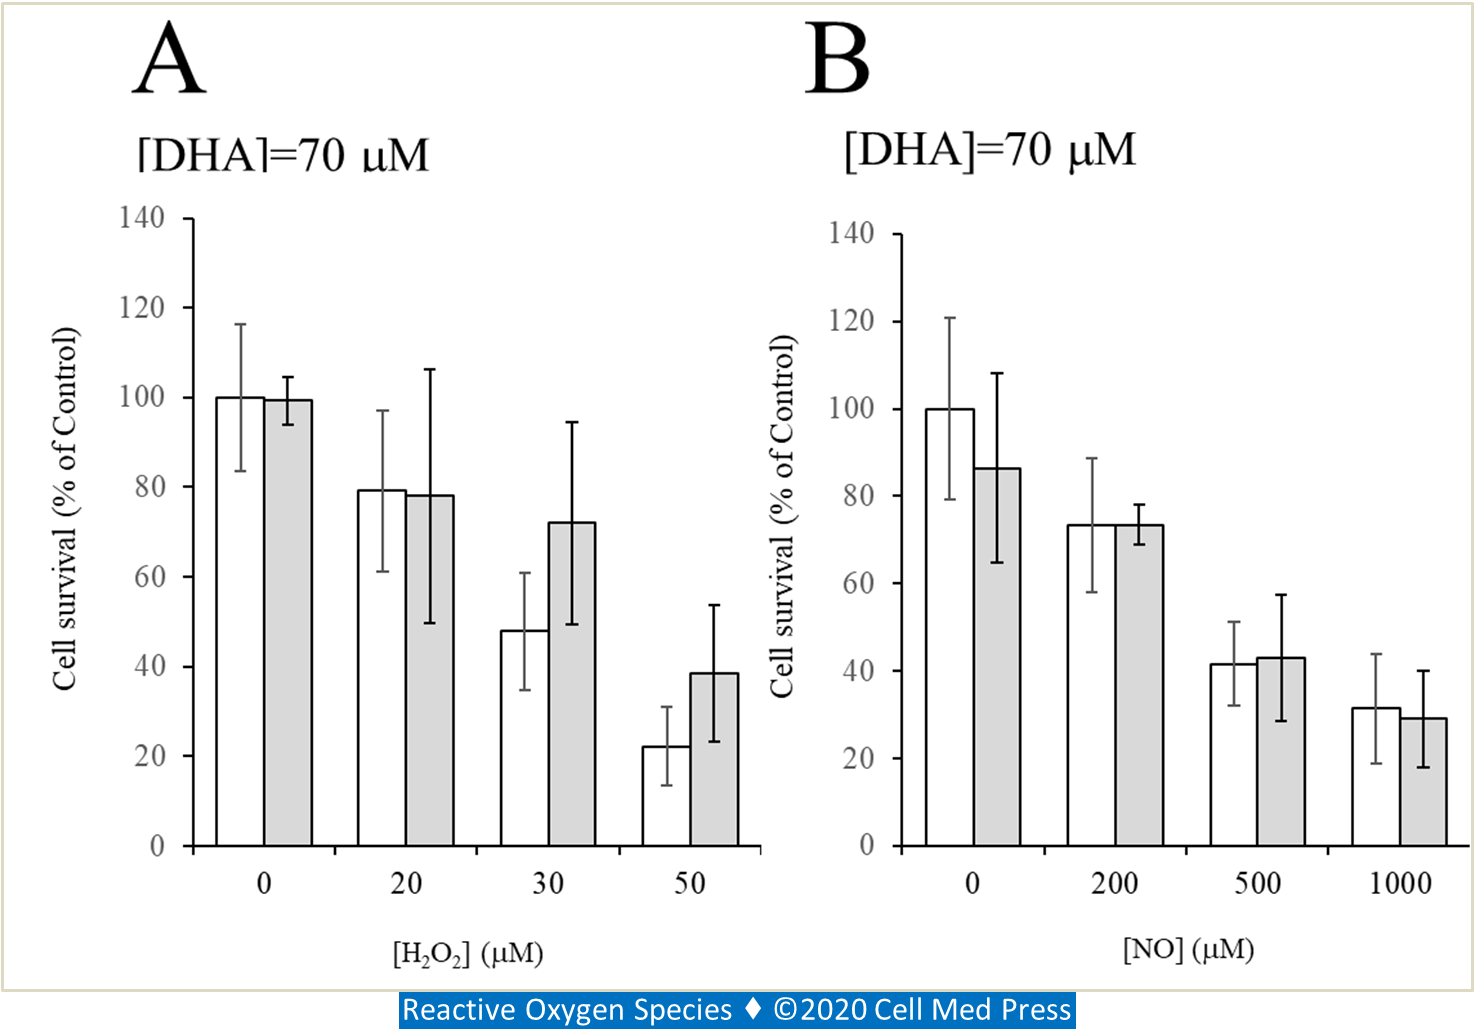 A
[DHA]=70 μM
140
120
100
80
60
40
20
0
Cell survival (% of Control)
0 20 30 50
[H₂O₂] (μM)
B
[DHA]=70 μM
140
120
100
80
60
40
20
0
Cell survival (% of Control)
0 200 500 1000
[NO] (μM)
Reactive Oxygen Species ♦ ©2020 Cell Med Press